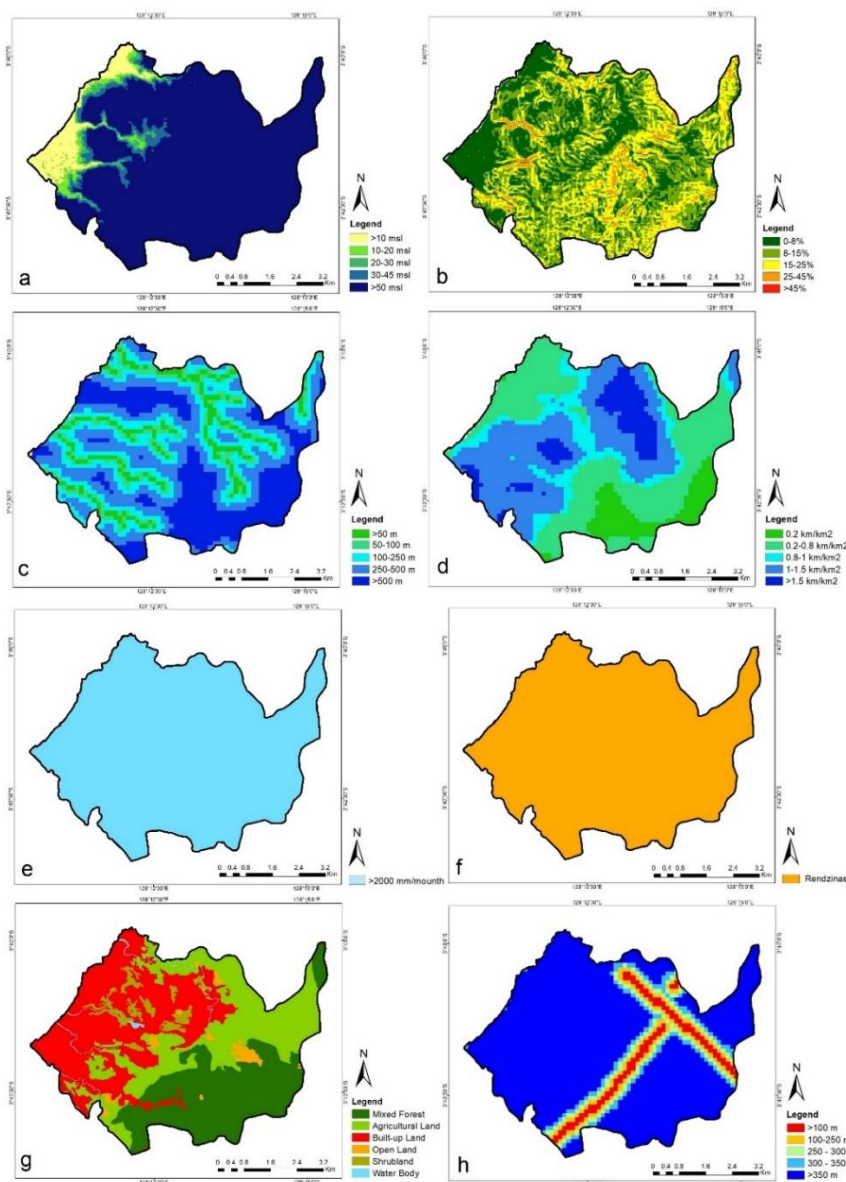 a
N
Legend
>10 msl
10-20 msl
20-30 msl
30-45 msl
>50 msl
0 0.4 0.8 1.6 2.4 3.2
Km
b
N
Legend
0-8%
8-15%
15-25%
25-45%
>45%
0 0.4 0.8 1.6 2.4 3.2
Km
c
N
Legend
>50 m
50-100 m
100-250 m
250-500 m
>500 m
0 0.4 0.8 1.6 2.4 3.2
Km
d
N
Legend
0.2 km/km2
0.2-0.8 km/km2
0.8-1 km/km2
1-1.5 km/km2
>1.5 km/km2
0 0.4 0.8 1.6 2.4 3.2
Km
e
N
>2000 mm/mounth
0 0.4 0.8 1.6 2.4 3.2
Km
f
N
Rendzinas
0 0.4 0.8 1.6 2.4 3.2
Km
g
N
Legend
Mixed Forest
Agricultural Land
Built-up Land
Open Land
Shrubland
Water Body
0 0.4 0.8 1.6 2.4 3.2
Km
h
N
Legend
>100 m
100-250 m
250 - 300
300 - 350
>350 m
0 0.4 0.8 1.6 2.4 3.2
Km